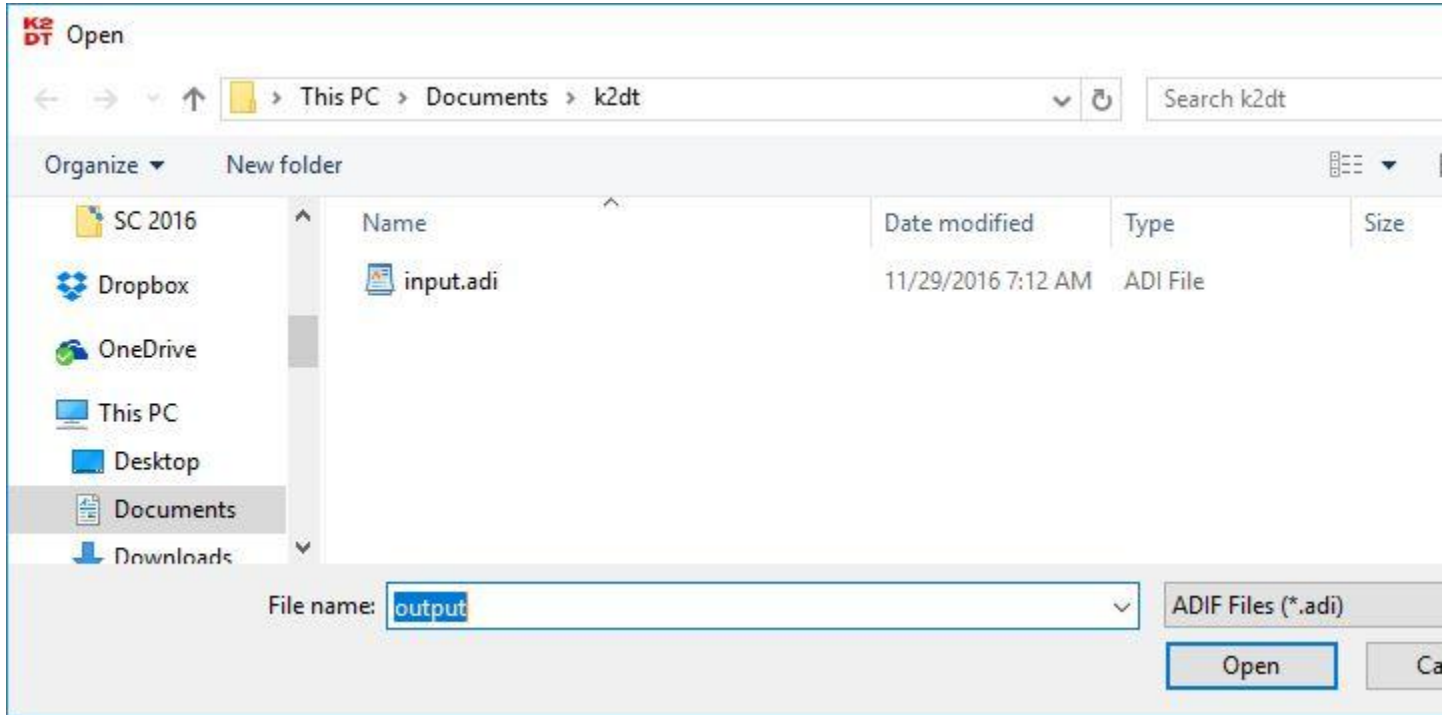 K2
DT Open
This PC > Documents > k2dt Search k2dt
Organize New folder
SC 2016 Name Date modified Type Size
Dropbox input.adi 11/29/2016 7:12 AM ADI File
OneDrive
This PC
Desktop
Documents
Downloads
File name: output ADIF Files (*.adi)
Open Ca